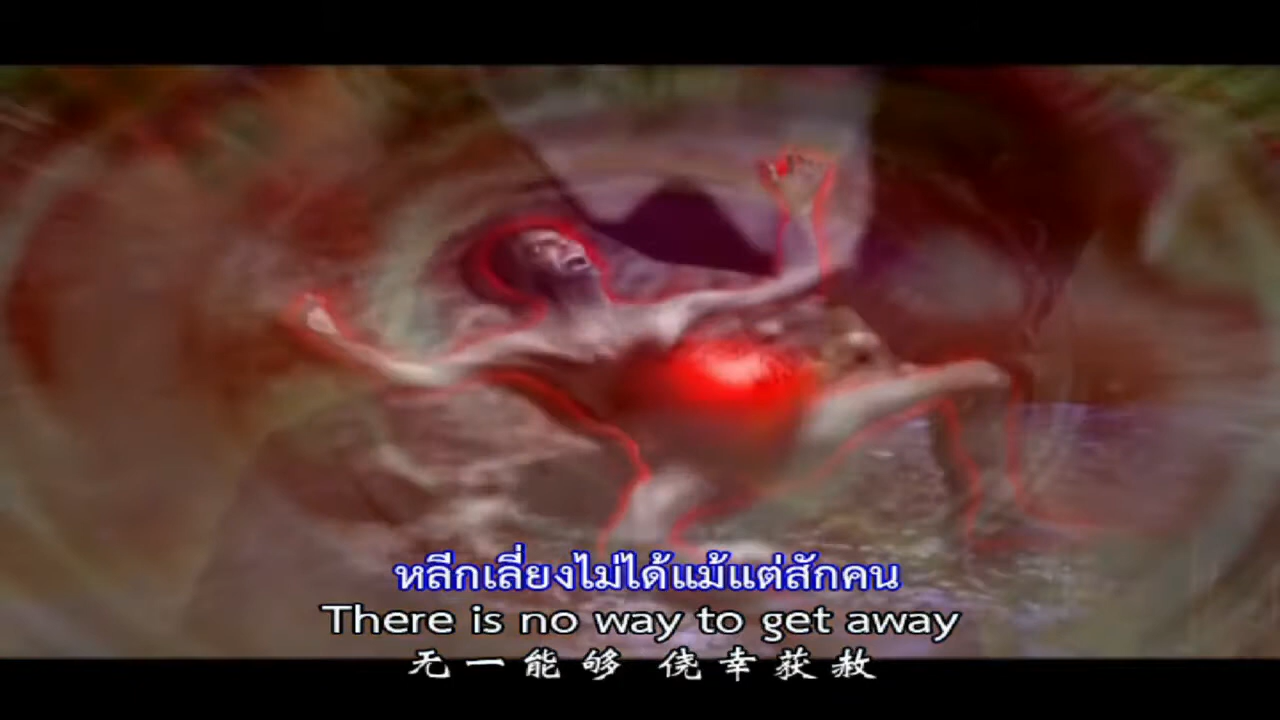 หลีกเลี่ยงไม่ได้แม้แต่สักคน
There is no way to get away
无一能够 侥幸获赦